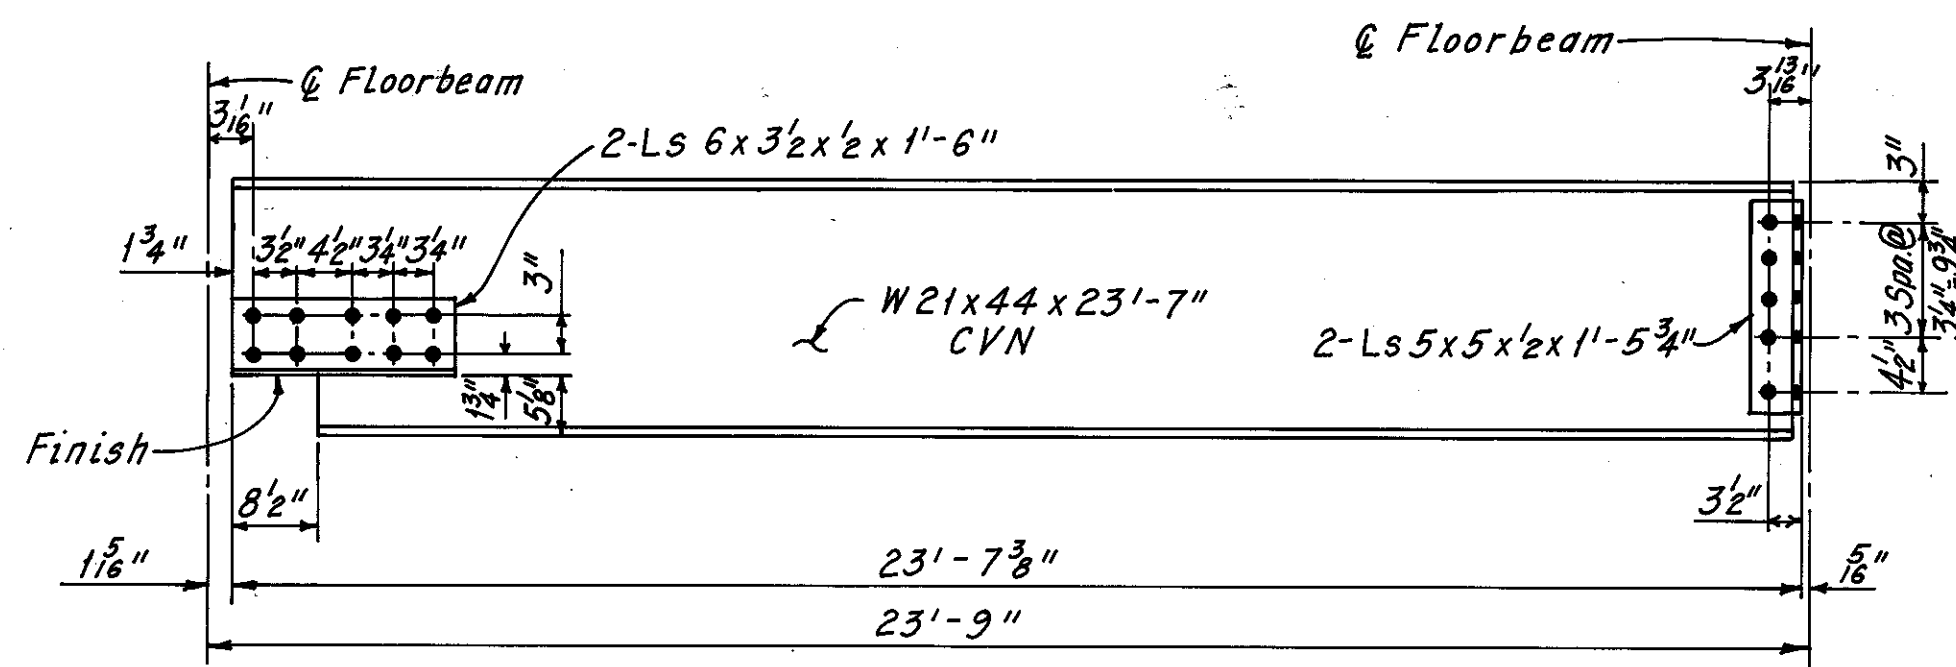 ℄ Floorbeam
3 13/16"
℄ Floorbeam
3 1/16"
2-Ls 6 x 3 1/2 x 1/2 x 1'-6"
3"
1 3/4"
3 1/2" 4 1/2" 3 1/4" 3 1/4"
3"
W 21 x 44 x 23'-7"
CVN
2-Ls 5 x 5 x 1/2 x 1'-5 3/4"
3 Spa. @
3 1/4"=9 3/4"
4 1/2"
1 3/4"
5 1/8"
Finish
8 1/2"
3 1/2"
1 5/16"
23'-7 3/8"
5/16"
23'-9"